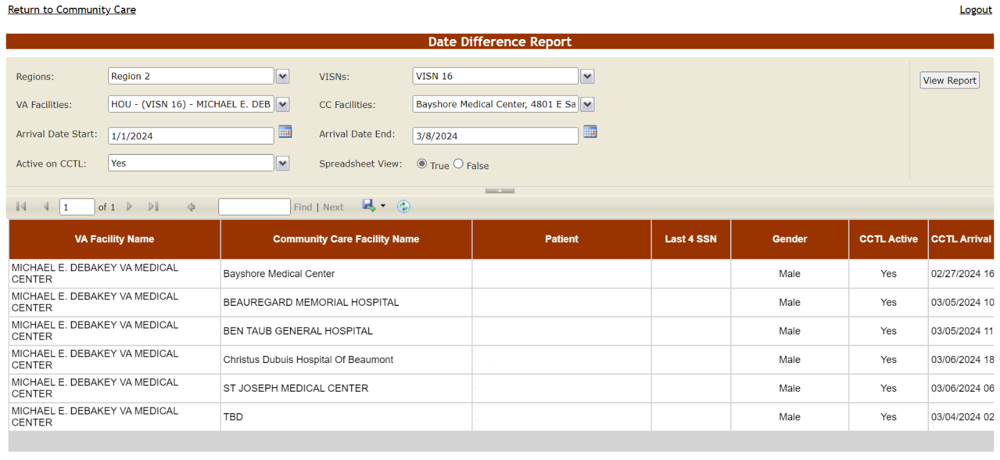 Return to Community Care Logout
Date Difference Report
Regions: Region 2 VISNs: VISN 16 View Report
VA Facilities: HOU - (VISN 16) - MICHAEL E. DEB CC Facilities: Bayshore Medical Center, 4801 E Sa
Arrival Date Start: 1/1/2024 Arrival Date End: 3/8/2024
Active on CCTL: Yes Spreadsheet View: True False
1 of 1 Find | Next
VA Facility Name Community Care Facility Name Patient Last 4 SSN Gender CCTL Active CCTL Arrival
MICHAEL E. DEBAKEY VA MEDICAL
CENTER Bayshore Medical Center Male Yes 02/27/2024 16
MICHAEL E. DEBAKEY VA MEDICAL
CENTER BEAUREGARD MEMORIAL HOSPITAL Male Yes 03/05/2024 10
MICHAEL E. DEBAKEY VA MEDICAL
CENTER BEN TAUB GENERAL HOSPITAL Male Yes 03/05/2024 11
MICHAEL E. DEBAKEY VA MEDICAL
CENTER Christus Dubuis Hospital Of Beaumont Male Yes 03/06/2024 18
MICHAEL E. DEBAKEY VA MEDICAL
CENTER ST JOSEPH MEDICAL CENTER Male Yes 03/06/2024 06
MICHAEL E. DEBAKEY VA MEDICAL
CENTER TBD Male Yes 03/04/2024 02